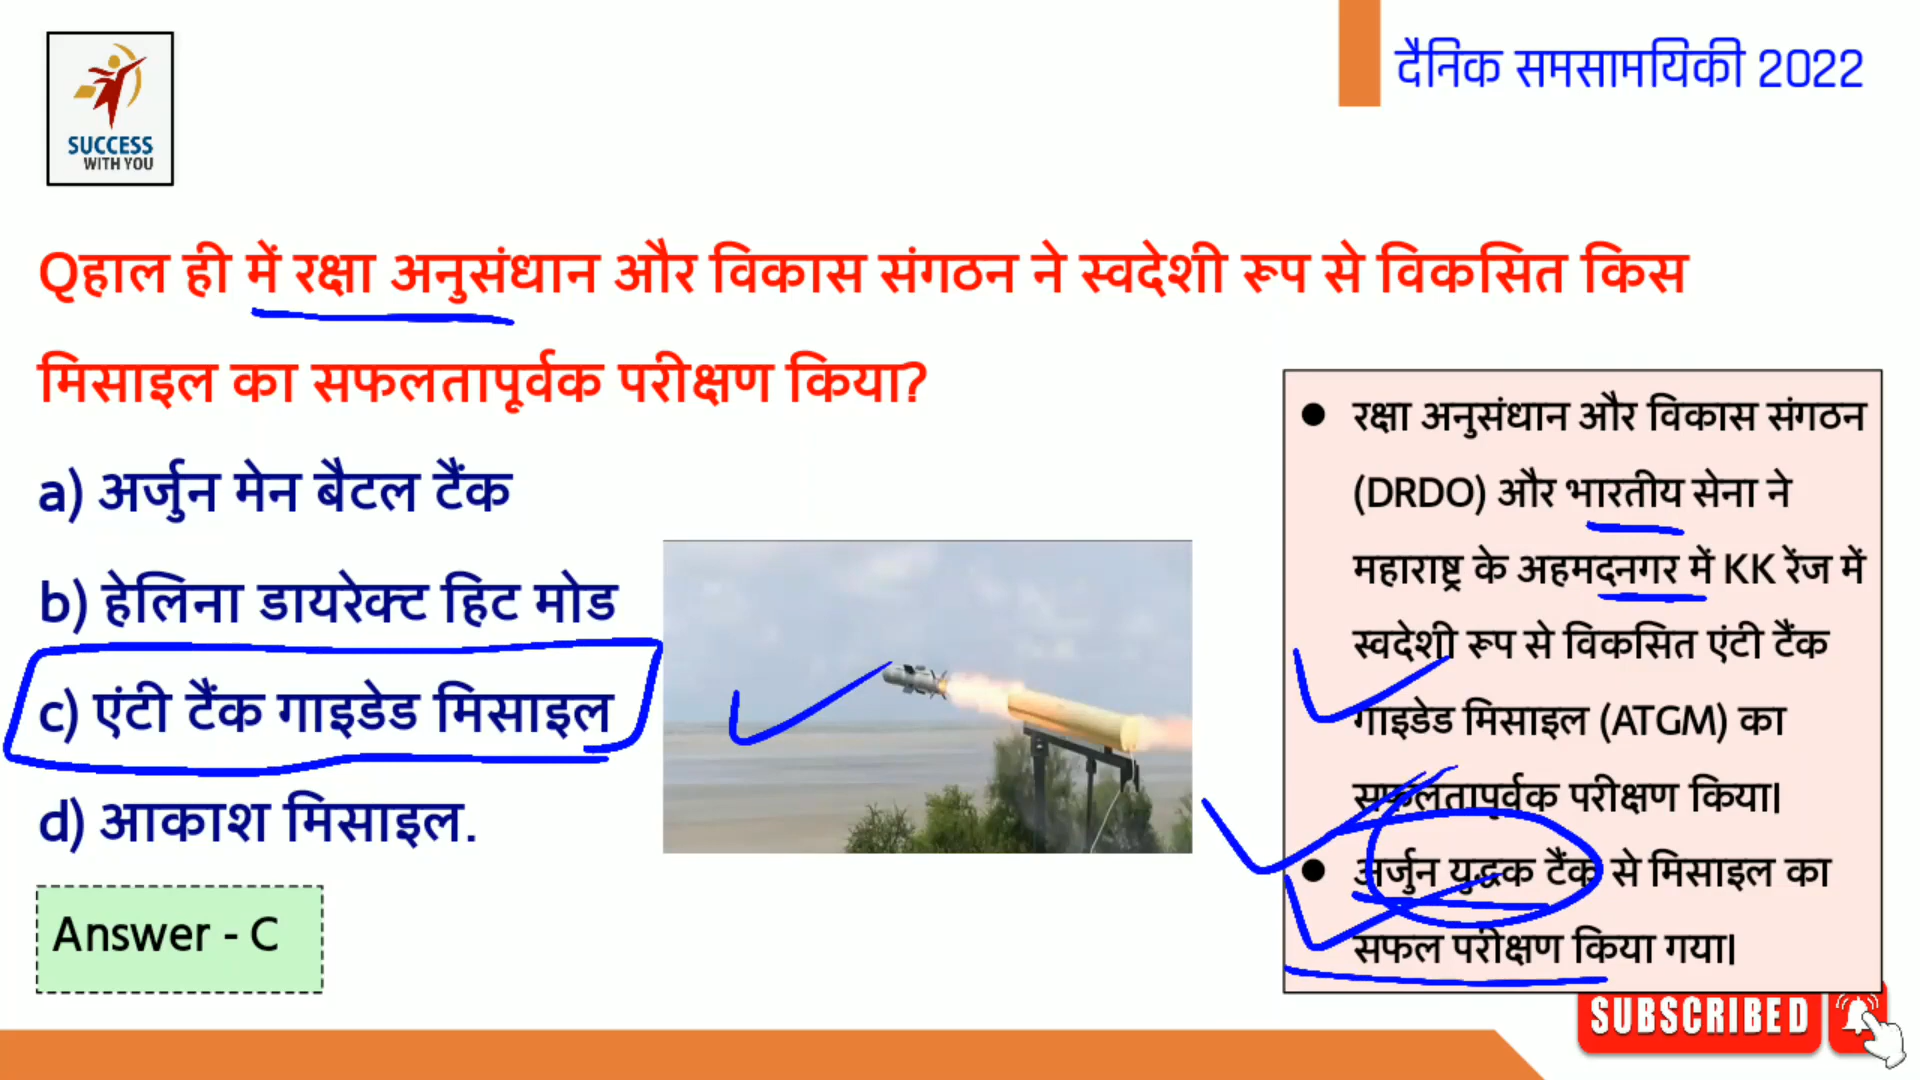 SUCCESS
WITH YOU
दैनिक समसामयिकी 2022
Qहाल ही में रक्षा अनुसंधान और विकास संगठन ने स्वदेशी रूप से विकसित किस
मिसाइल का सफलतापूर्वक परीक्षण किया?
a) अर्जुन मेन बैटल टैंक
b) हेलिना डायरेक्ट हिट मोड
c) एंटी टैंक गाइडेड मिसाइल
d) आकाश मिसाइल.
Answer - C
● रक्षा अनुसंधान और विकास संगठन
(DRDO) और भारतीय सेना ने
महाराष्ट्र के अहमदनगर में KK रेंज में
स्वदेशी रूप से विकसित एंटी टैंक
गाइडेड मिसाइल (ATGM) का
सफलतापूर्वक परीक्षण किया।
● अर्जुन युद्धक टैंक से मिसाइल का
सफल परीक्षण किया गया।
SUBSCRIBED